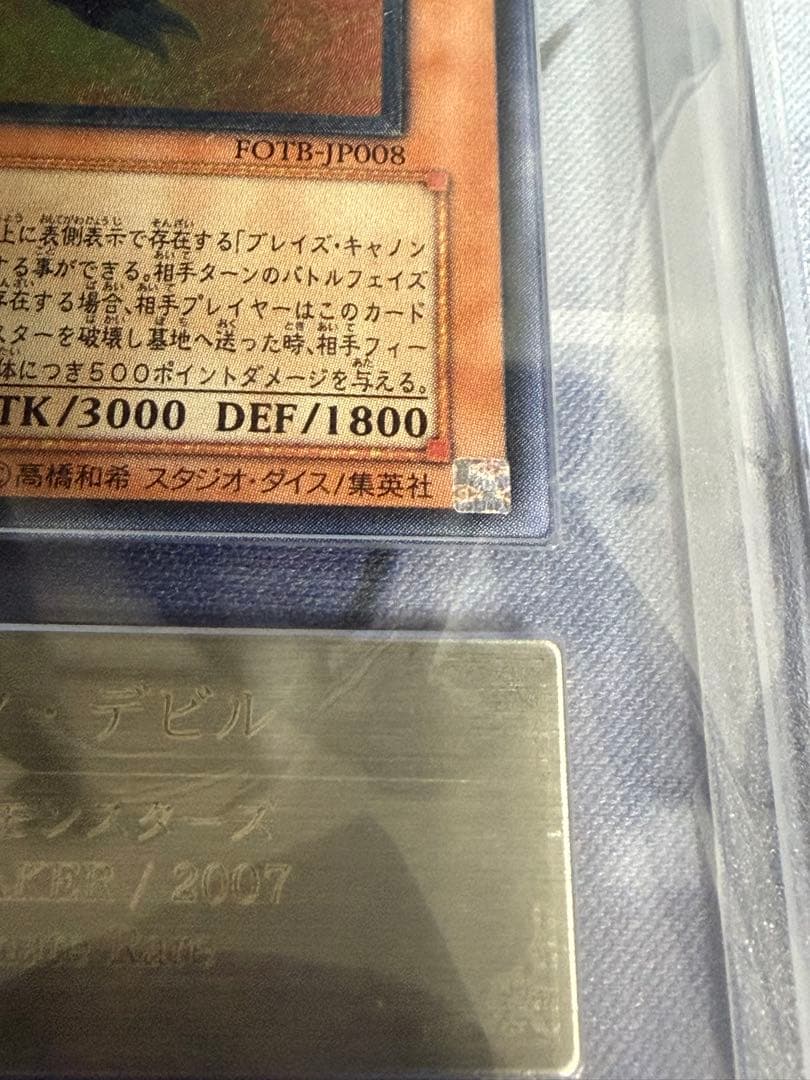 FOTB-JP008
上に表側表示で存在する「ブレイズ・キャノン
する事ができる。相手ターンのバトルフェイズ
存在する場合、相手プレイヤーはこのカード
スターを破壊し墓地へ送った時、相手フィー
体につき500ポイントダメージを与える。
TK/3000 DEF/1800
©高橋和希 スタジオ・ダイス/集英社
・デビル
モンスターズ
AKER / 2007